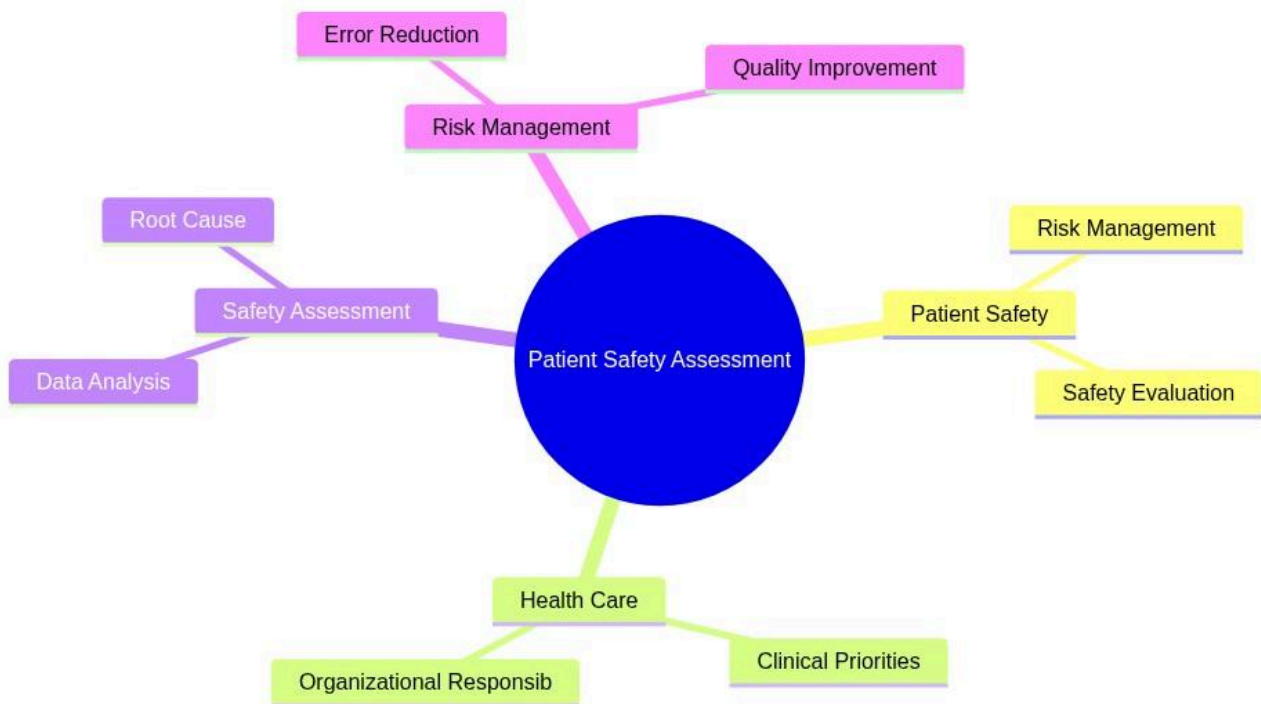 Error Reduction
Quality Improvement
Risk Management
Root Cause
Risk Management
Safety Assessment
Patient Safety
Patient Safety Assessment
Data Analysis
Safety Evaluation
Health Care
Clinical Priorities
Organizational Responsib